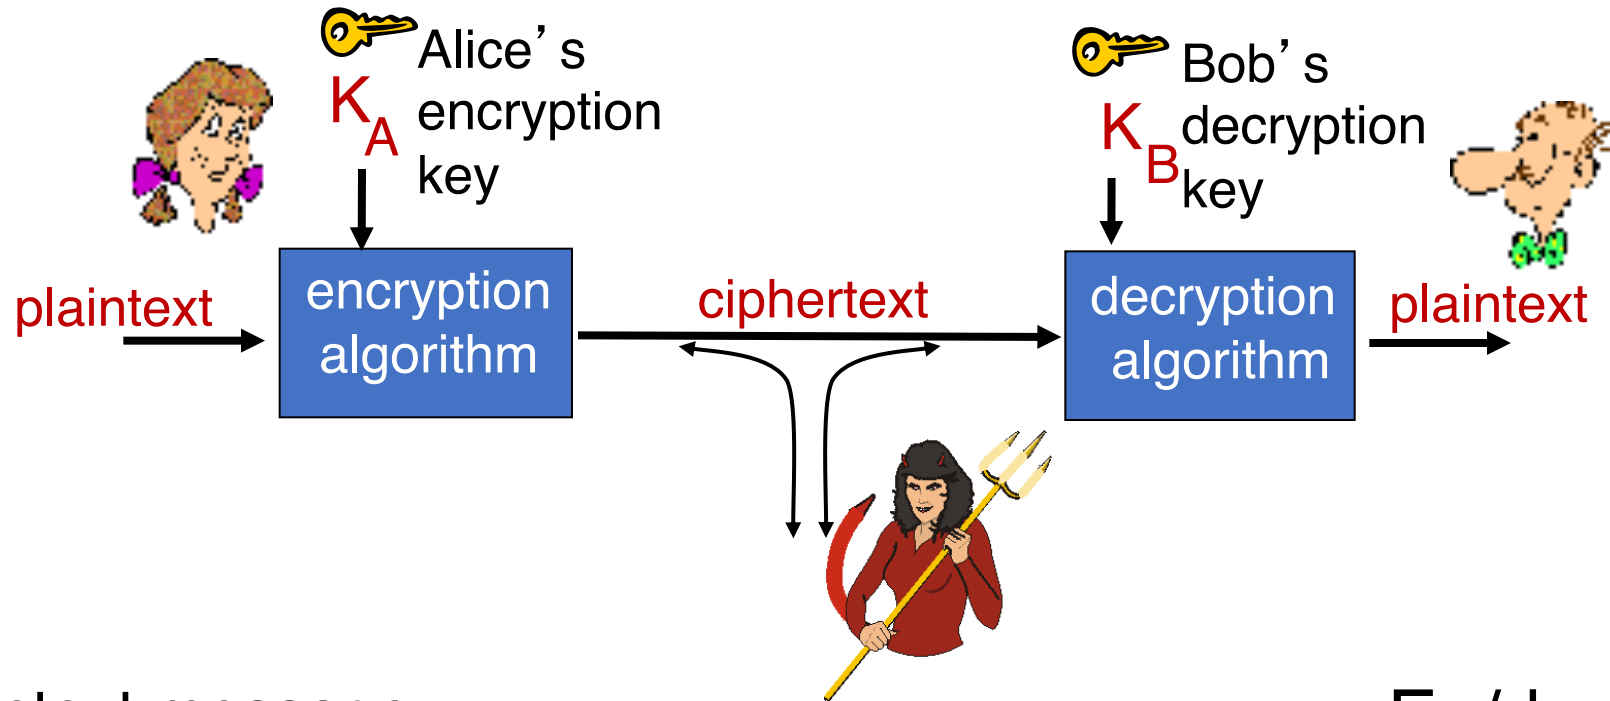 Alice's
encryption
key
K
A
Bob's
decryption
key
K
B
plaintext
encryption
algorithm
ciphertext
decryption
algorithm
plaintext